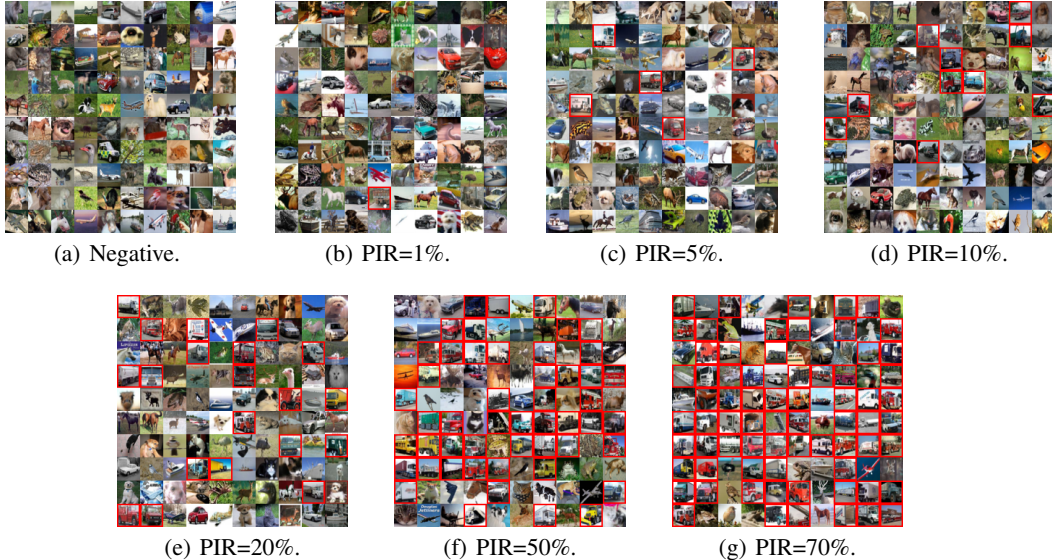 (a) Negative.
(b) PIR=1%.
(c) PIR=5%.
(d) PIR=10%.
(e) PIR=20%.
(f) PIR=50%.
(g) PIR=70%.